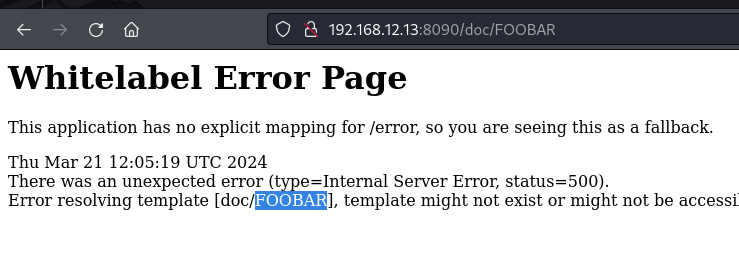 192.168.12.13:8090/doc/FOOBAR
Whitelabel Error Page
This application has no explicit mapping for /error, so you are seeing this as a fallback.
Thu Mar 21 12:05:19 UTC 2024
There was an unexpected error (type=Internal Server Error, status=500).
Error resolving template [doc/FOOBAR], template might not exist or might not be